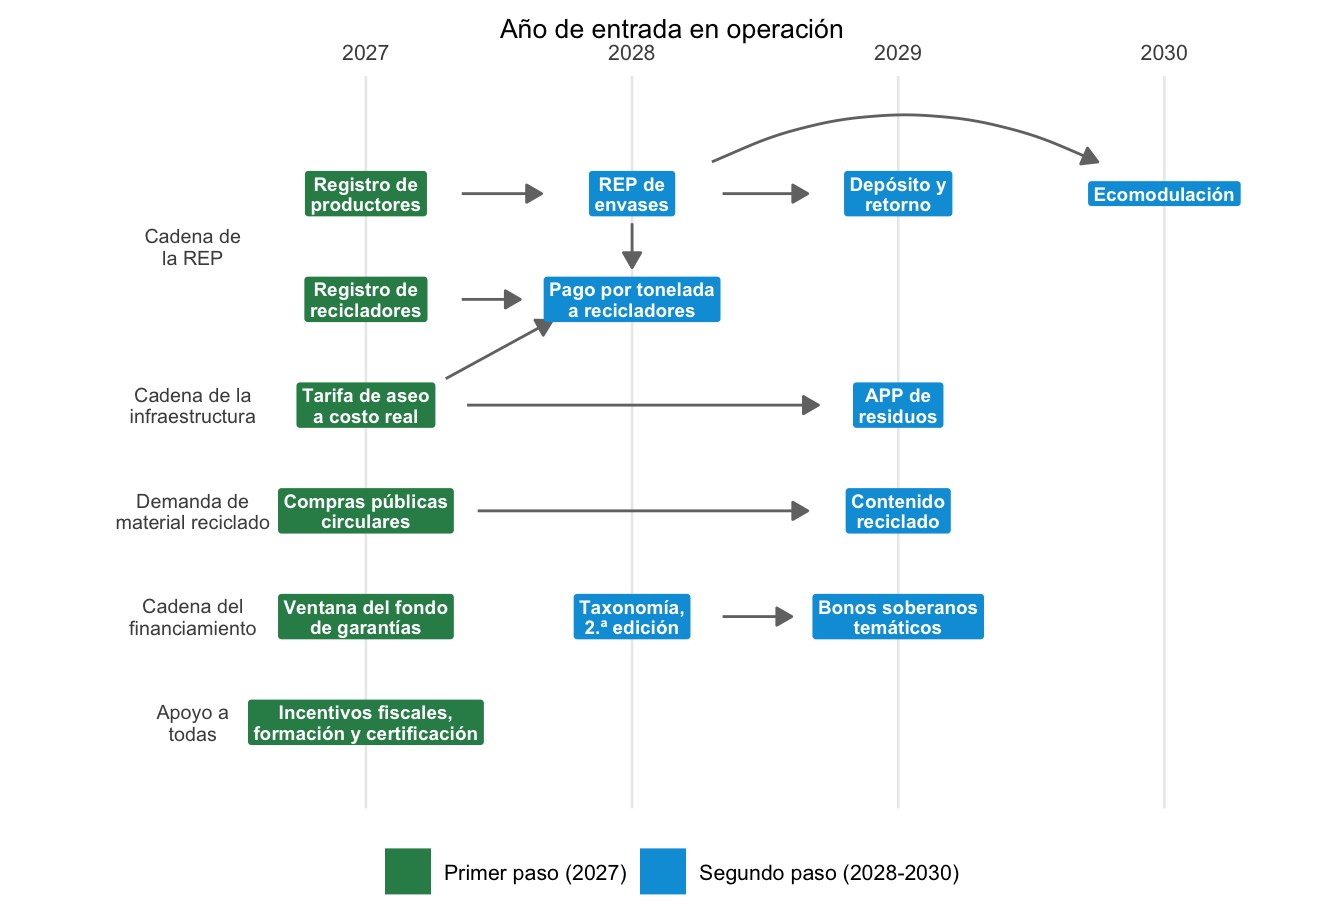 Año de entrada en operación
2027 2028 2029 2030
Cadena de
la REP
Registro de
productores
REP de
envases
Depósito y
retorno
Ecomodulación
Registro de
recicladores
Pago por tonelada
a recicladores
Cadena de la
infraestructura
Tarifa de aseo
a costo real
APP de
residuos
Demanda de
material reciclado
Compras públicas
circulares
Contenido
reciclado
Cadena del
financiamiento
Ventana del fondo
de garantías
Taxonomía,
2.ª edición
Bonos soberanos
temáticos
Apoyo a
todas
Incentivos fiscales,
formación y certificación
Primer paso (2027)
Segundo paso (2028-2030)